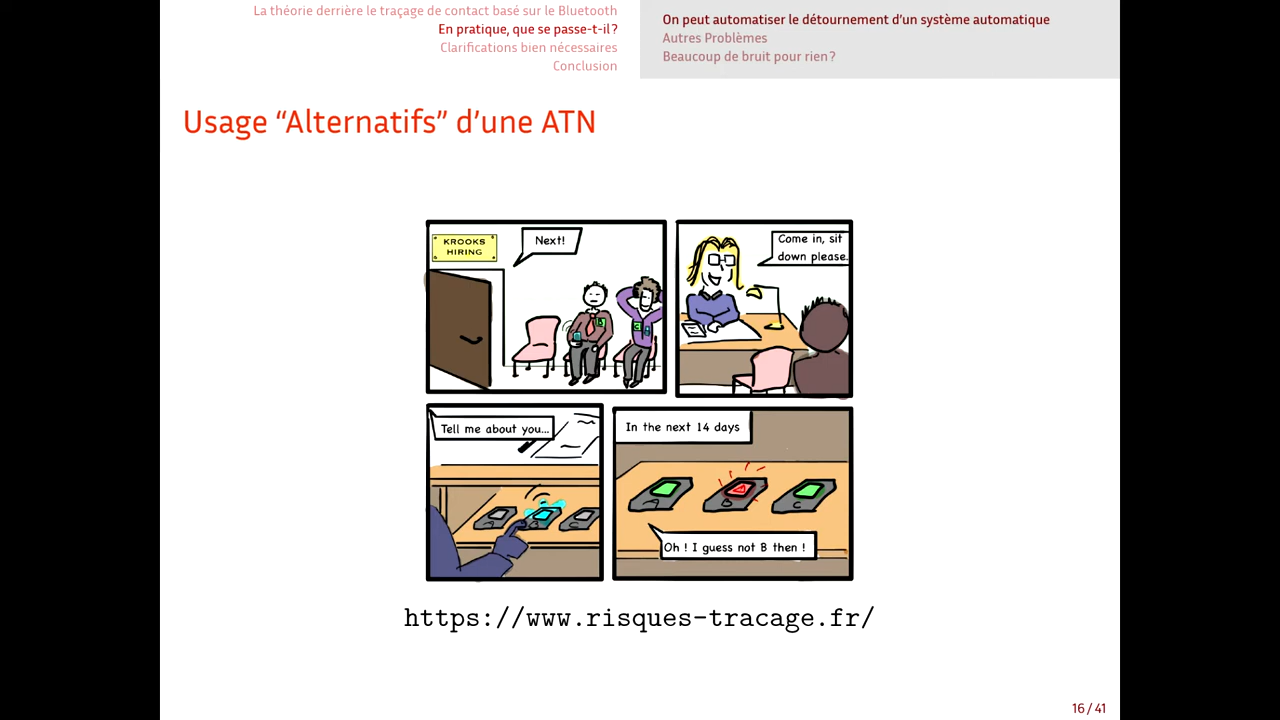 La théorie derrière le traçage de contact basé sur le Bluetooth
En pratique, que se passe-t-il ?
Clarifications bien nécessaires
Conclusion
On peut automatiser le détournement d’un système automatique
Autres Problèmes
Beaucoup de bruit pour rien ?
Usage “Alternatifs” d’une ATN
KROOKS
HIRING
Next!
Come in, sit
down please.
Tell me about you...
In the next 14 days
Oh ! I guess not B then !
https://www.risques-tracage.fr/
16 / 41